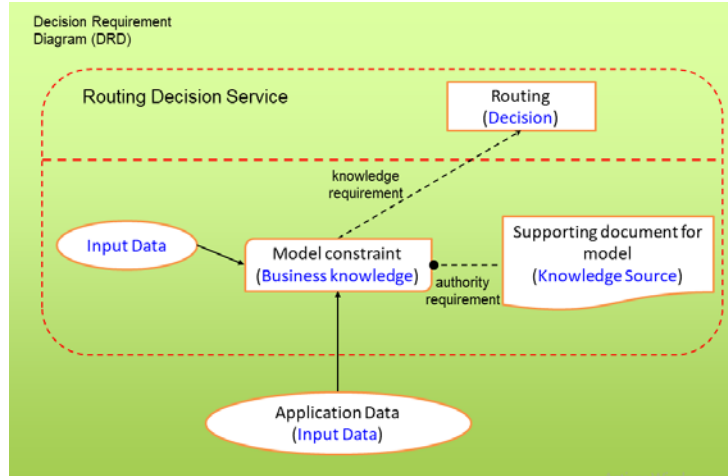 Decision Requirement
Diagram (DRD)
Routing Decision Service
Routing
(Decision)
knowledge
requirement
Input Data
Model constraint
(Business knowledge)
authority
requirement
Supporting document for
model
(Knowledge Source)
Application Data
(Input Data)